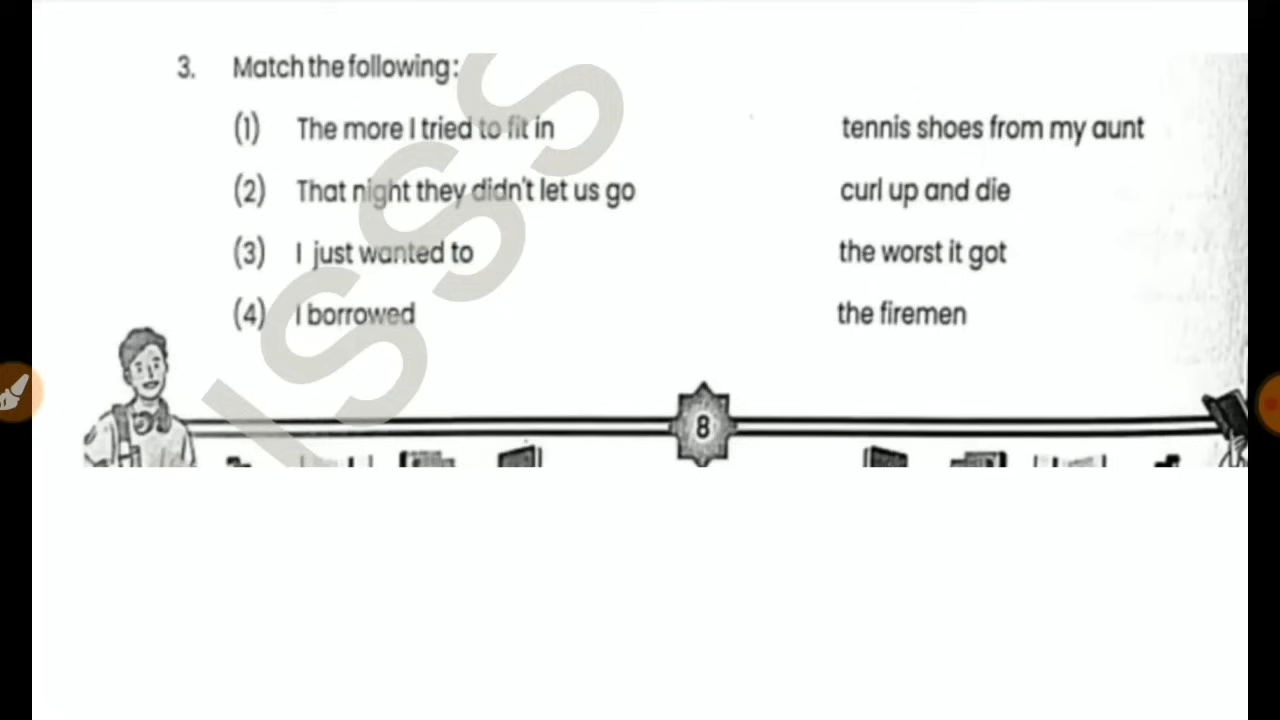 3. Match the following:
(1) The more I tried to fit in tennis shoes from my aunt
(2) That night they didn't let us go curl up and die
(3) I just wanted to the worst it got
(4) I borrowed the firemen
ISSS
8